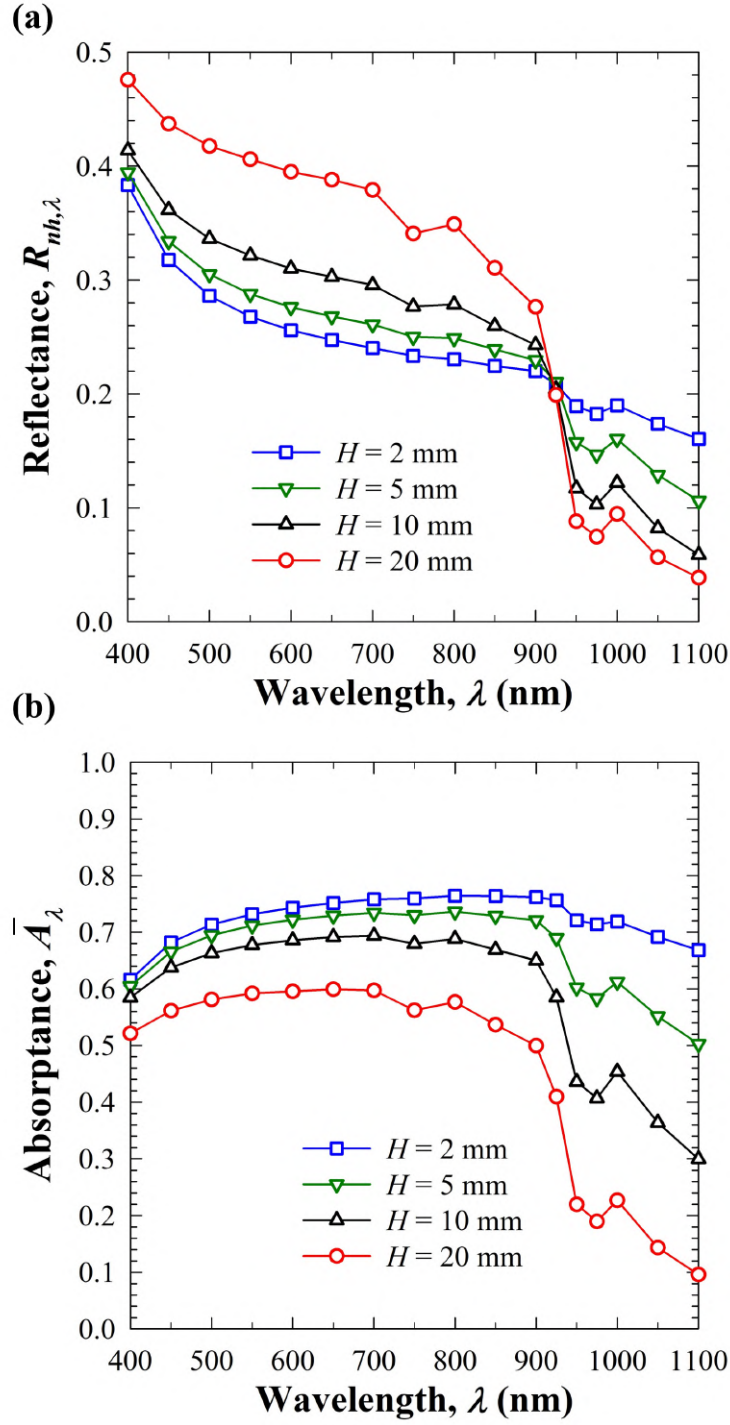 (a)
0.5
0.4
0.3
0.2
0.1
0.0
Reflectance, R_{nh,λ}
H = 2 mm
H = 5 mm
H = 10 mm
H = 20 mm
400 500 600 700 800 900 1000 1100
Wavelength, λ (nm)
(b)
1.0
0.9
0.8
0.7
0.6
0.5
0.4
0.3
0.2
0.1
0.0
Absorptance, A̅_λ
H = 2 mm
H = 5 mm
H = 10 mm
H = 20 mm
400 500 600 700 800 900 1000 1100
Wavelength, λ (nm)